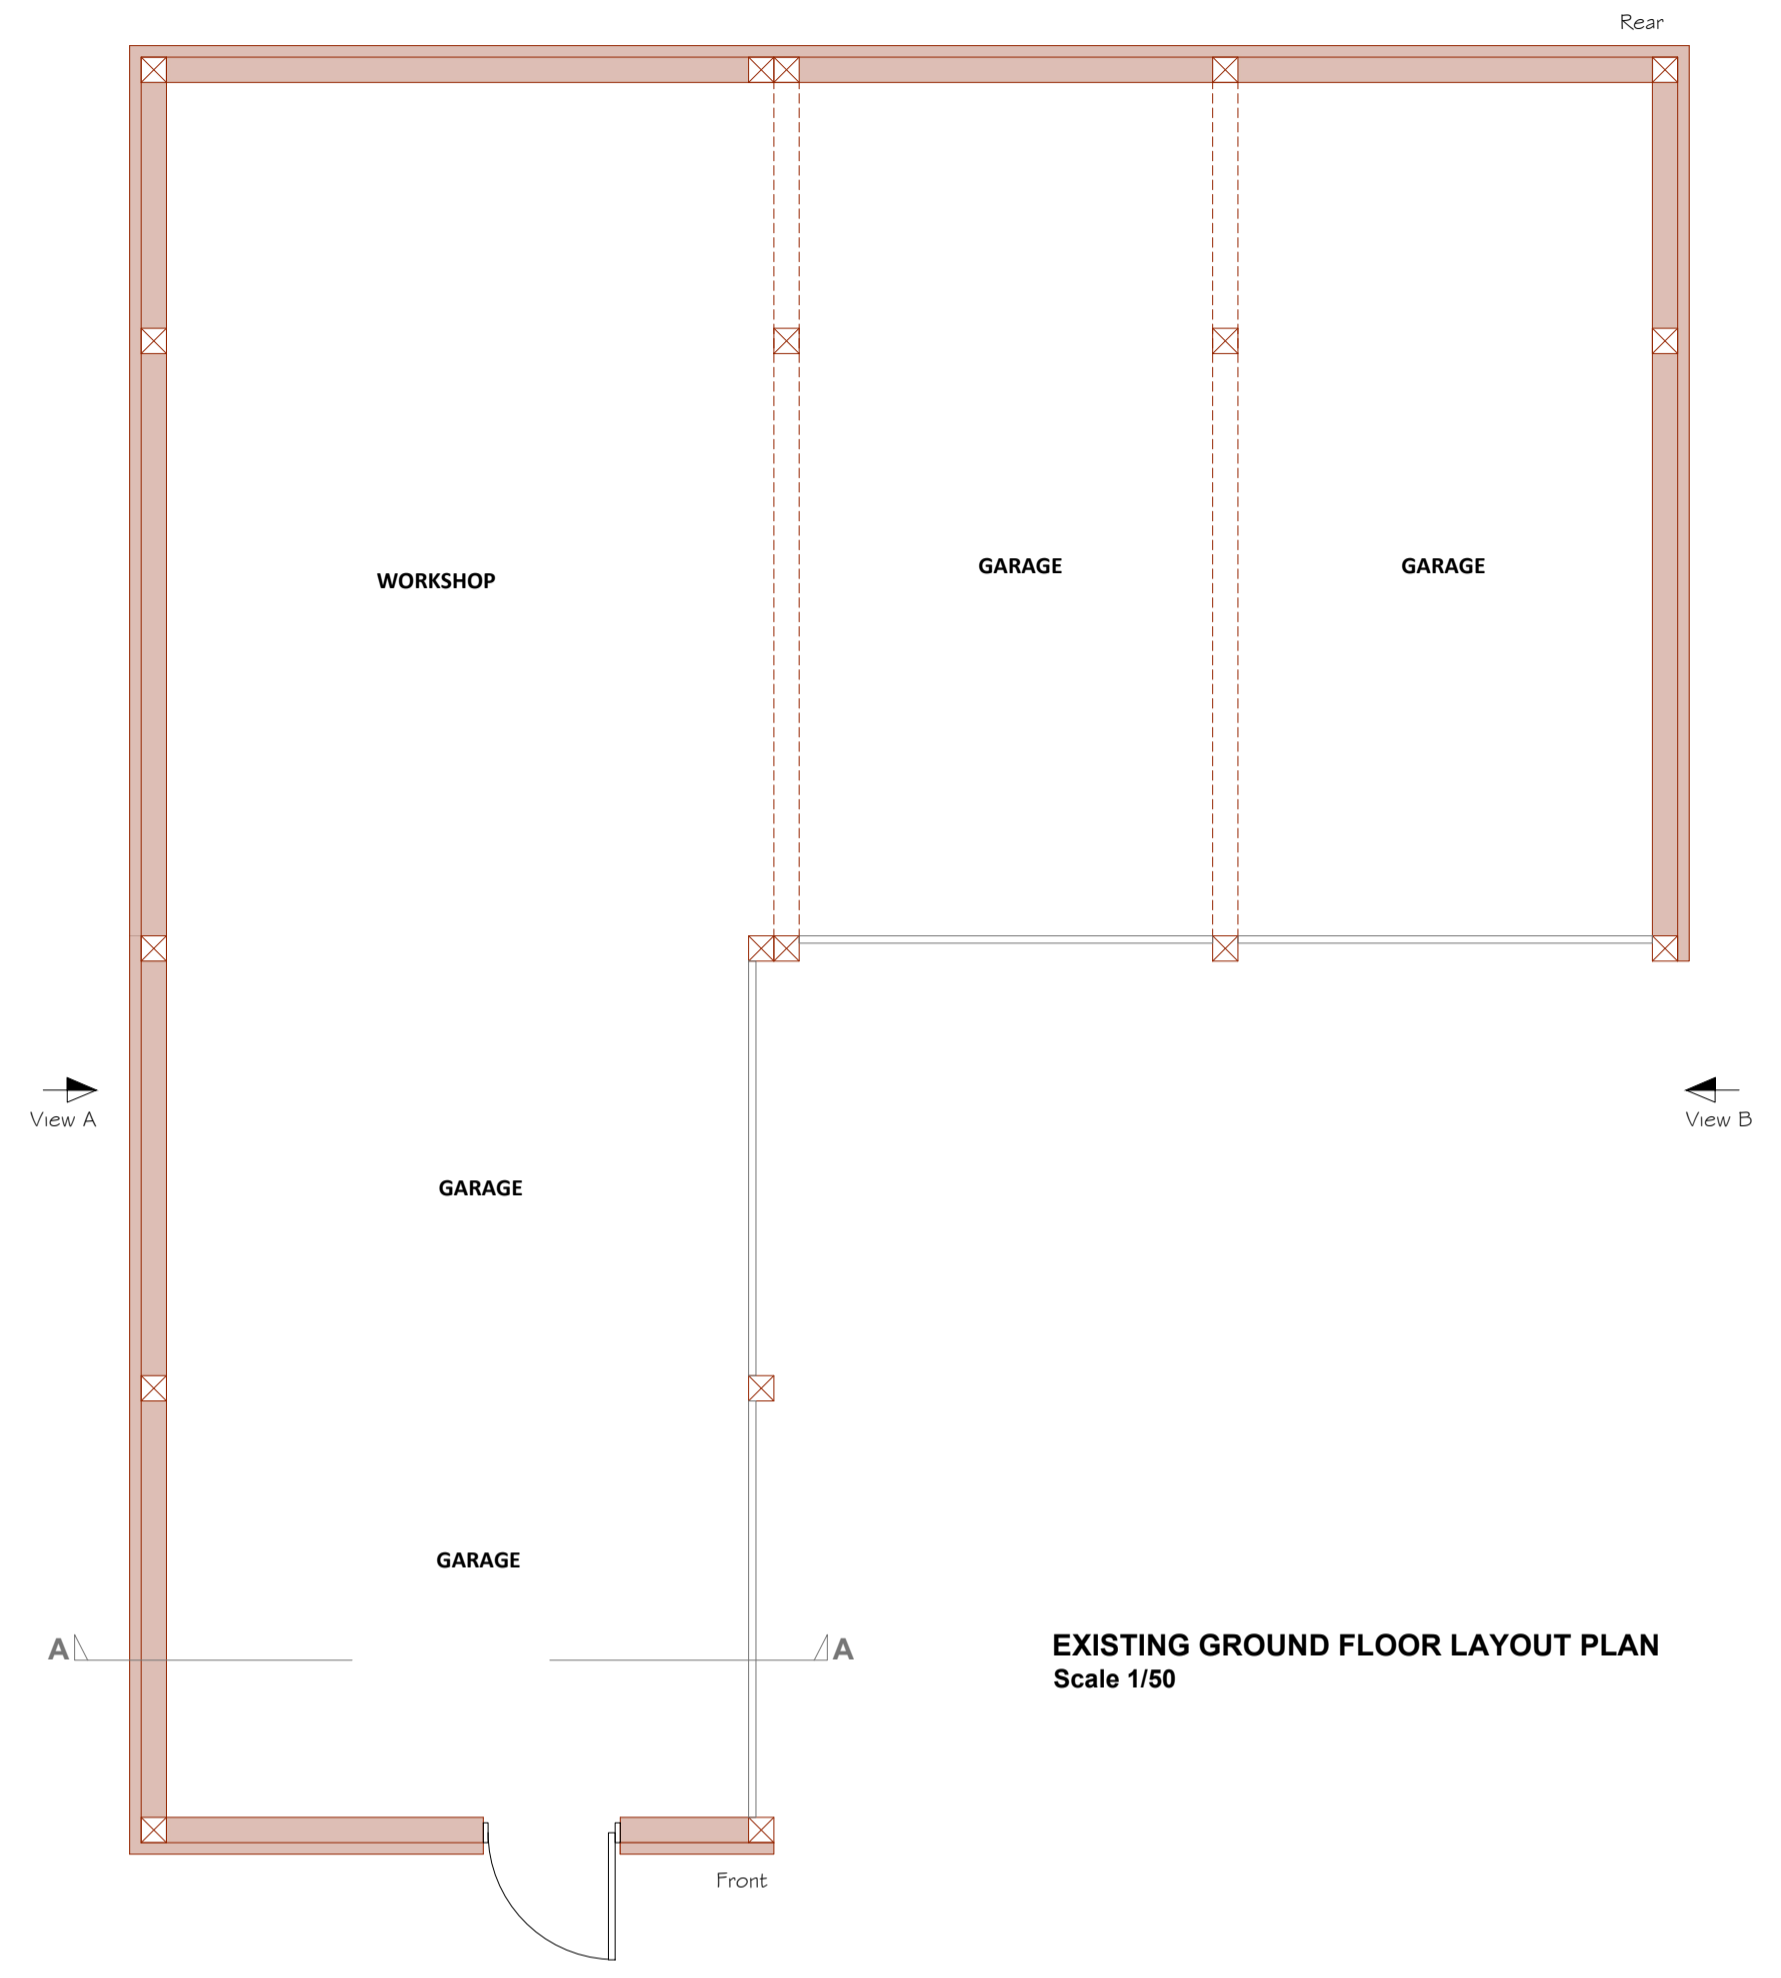 Rear
WORKSHOP
GARAGE
GARAGE
View A
View B
GARAGE
GARAGE
A
A
EXISTING GROUND FLOOR LAYOUT PLAN
Scale 1/50
Front